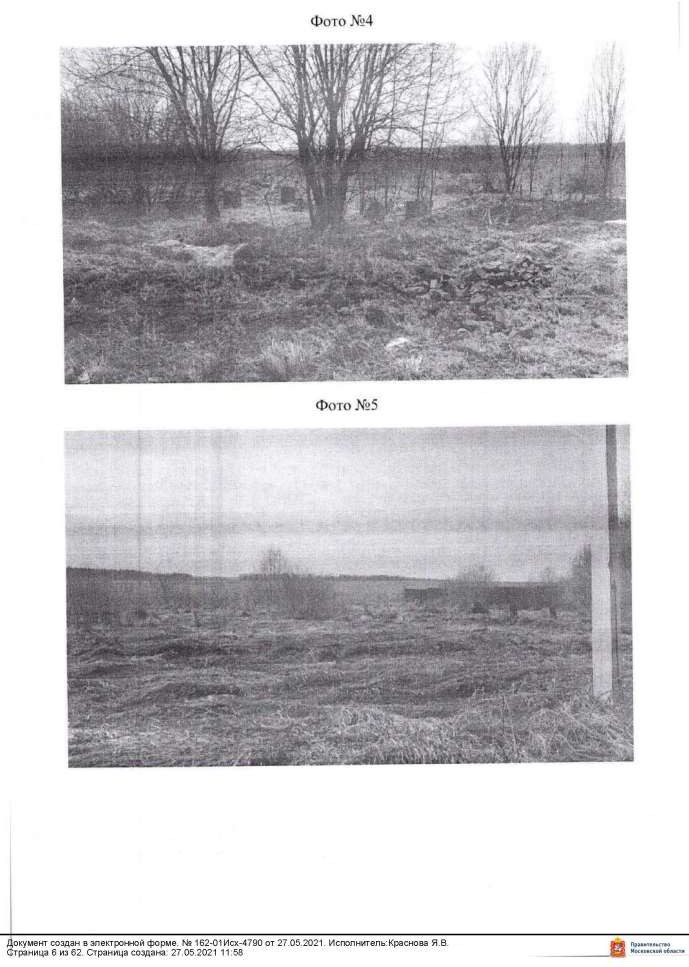 Фото №4
Фото №5
Документ создан в электронной форме. № 162-01Исх-4790 от 27.05.2021. Исполнитель:Краснова Я.В.
Страница 6 из 62. Страница создана: 27.05.2021 11:58
Правительство
Московской области